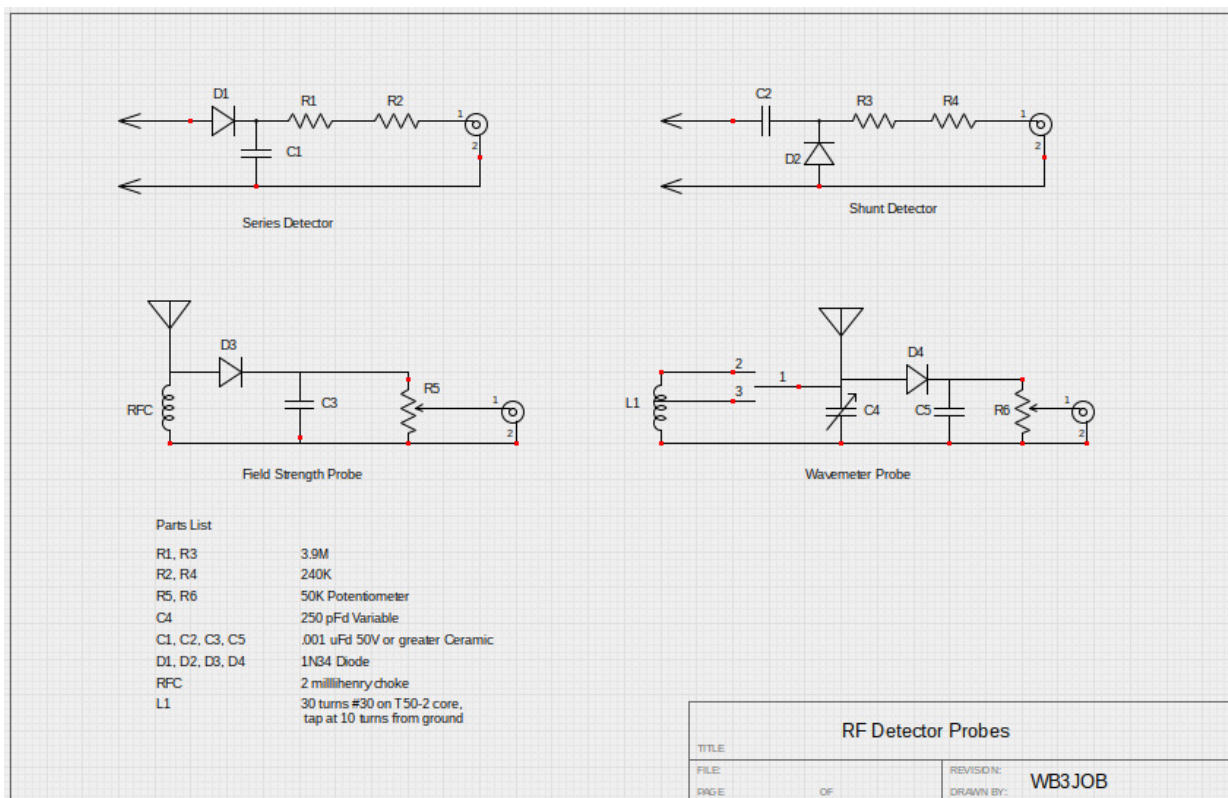 D1
R1
R2
1
2
C1
Series Detector
C2
R3
R4
1
2
D2
Shunt Detector
D3
RFC
C3
R5
1
2
Field Strength Probe
L1
2
1
3
D4
C4
C5
R6
1
2
Wavemeter Probe
Parts List
R1, R3 3.9M
R2, R4 240K
R5, R6 50K Potentiometer
C4 250 pFd Variable
C1, C2, C3, C5 .001 uFd 50V or greater Ceramic
D1, D2, D3, D4 1N34 Diode
RFC 2 milllihenry choke
L1 30 turns #30 on T50-2 core,
tap at 10 turns from ground
TITLE RF Detector Probes
FILE: REVISION:
PAGE OF DRAWN BY: WB3JOB